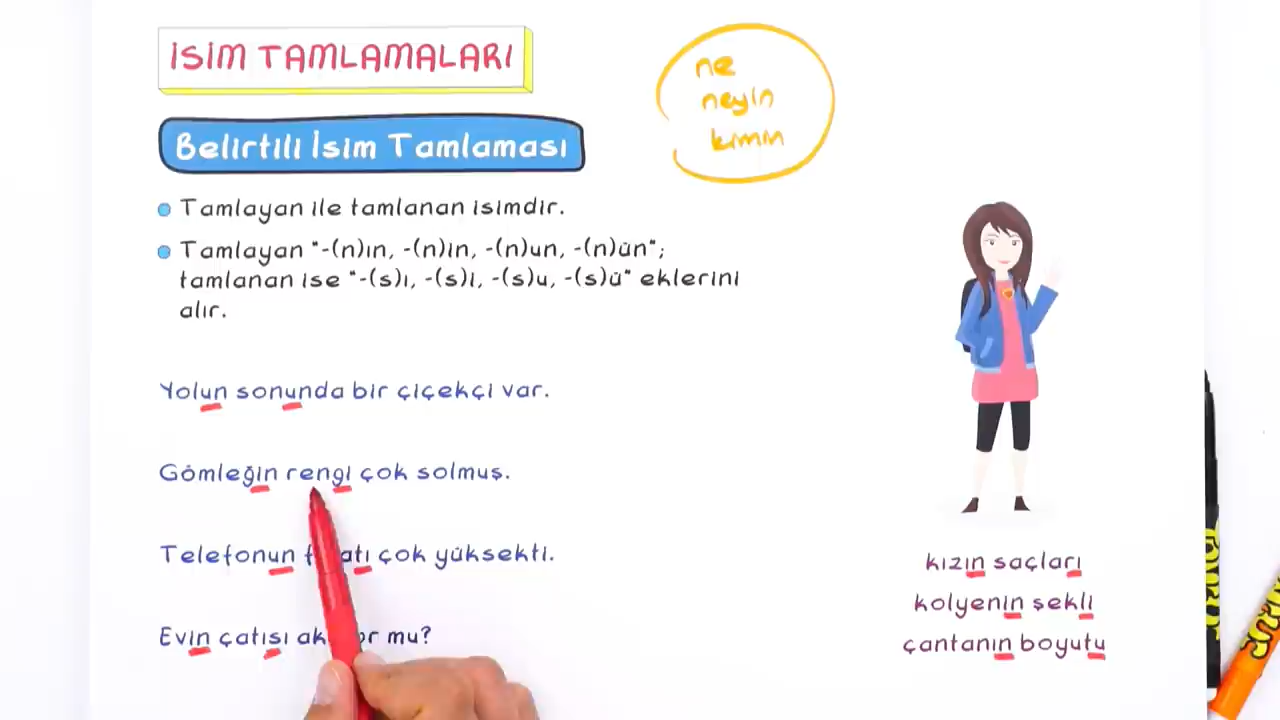 İSİM TAMLAMALARI
ne
neyin
kimin
Belirtili İsim Tamlaması
Tamlayan ile tamlanan isimdir.
Tamlayan "-(n)ın, -(n)in, -(n)un, -(n)ün";
tamlanan ise "-(s)ı, -(s)i, -(s)u, -(s)ü" eklerini
alır.
Yolun sonunda bir çiçekçi var.
Gömleğin rengi çok solmuş.
Telefonun çok yüksekti.
Evin çatısı mu?
kızın saçları
kolyenin şekli
çantanın boyutu